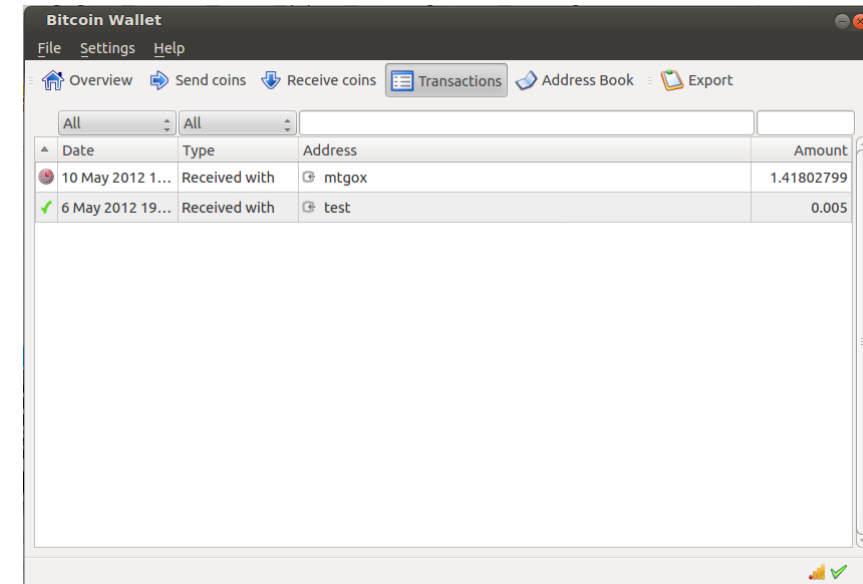 Bitcoin Wallet
File Settings Help
Overview Send coins Receive coins Transactions Address Book Export
All All
Date Type Address Amount
10 May 2012 1... Received with mtgox 1.41802799
6 May 2012 19... Received with test 0.005